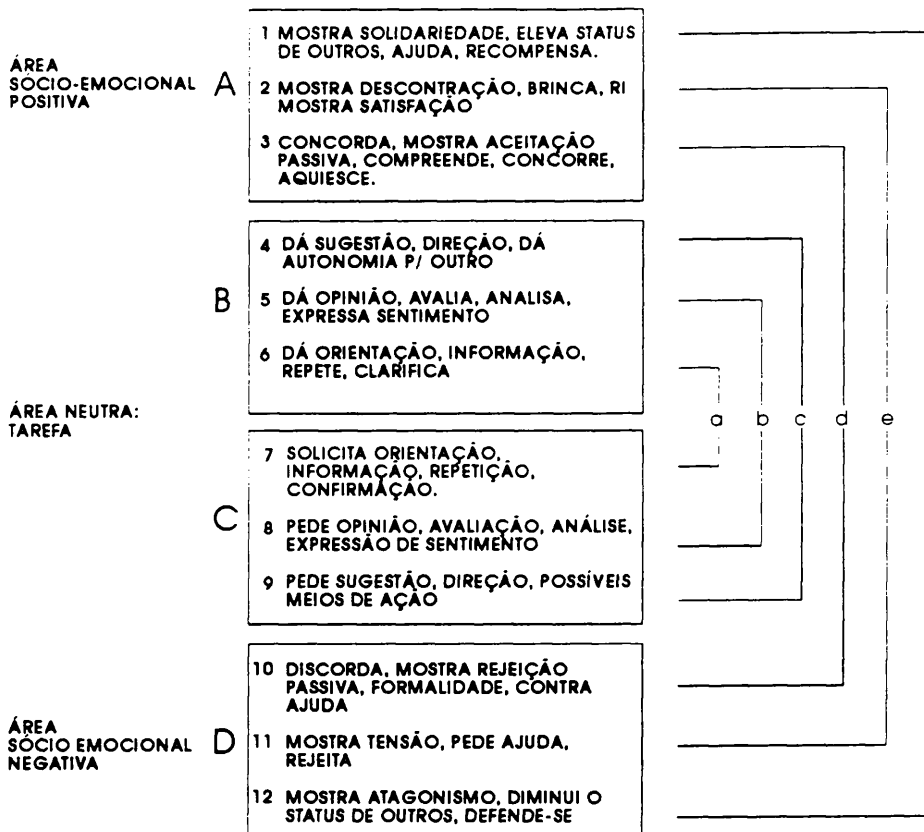 1 MOSTRA SOLIDARIEDADE, ELEVA STATUS
DE OUTROS, AJUDA, RECOMPENSA.
ÁREA
SÓCIO-EMOCIONAL
POSITIVA
A
2 MOSTRA DESCONTRAÇÃO, BRINCA, RI
MOSTRA SATISFAÇÃO
3 CONCORDA, MOSTRA ACEITAÇÃO
PASSIVA, COMPREENDE, CONCORRE,
AQUIESCE.
4 DÁ SUGESTÃO, DIREÇÃO, DÁ
AUTONOMIA P/ OUTRO
B
5 DÁ OPINIÃO, AVALIA, ANALISA,
EXPRESSA SENTIMENTO
6 DÁ ORIENTAÇÃO, INFORMAÇÃO,
REPETE, CLARIFICA
ÁREA NEUTRA:
TAREFA
a b c d e
7 SOLICITA ORIENTAÇÃO,
INFORMAÇÃO, REPETIÇÃO,
CONFIRMAÇÃO.
C
8 PEDE OPINIÃO, AVALIAÇÃO, ANÁLISE,
EXPRESSÃO DE SENTIMENTO
9 PEDE SUGESTÃO, DIREÇÃO, POSSÍVEIS
MEIOS DE AÇÃO
10 DISCORDA, MOSTRA REJEIÇÃO
PASSIVA, FORMALIDADE, CONTRA
AJUDA
ÁREA
SÓCIO EMOCIONAL
NEGATIVA
D
11 MOSTRA TENSÃO, PEDE AJUDA,
REJEITA
12 MOSTRA ATAGONISMO, DIMINUI O
STATUS DE OUTROS, DEFENDE-SE